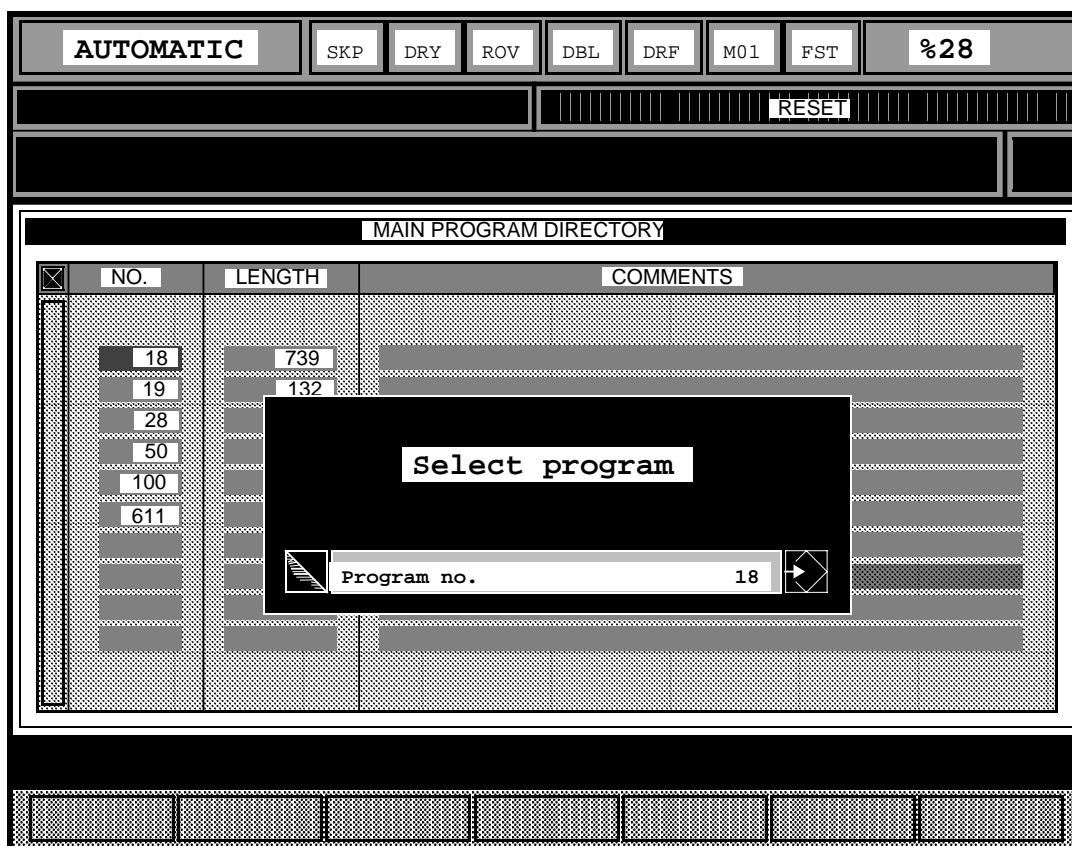 AUTOMATIC SKP DRY ROV DBL DRF M01 FST %28
RESET
MAIN PROGRAM DIRECTORY
NO. LENGTH COMMENTS
18 739
19 132
28
50
100
611
Select program
Program no. 18